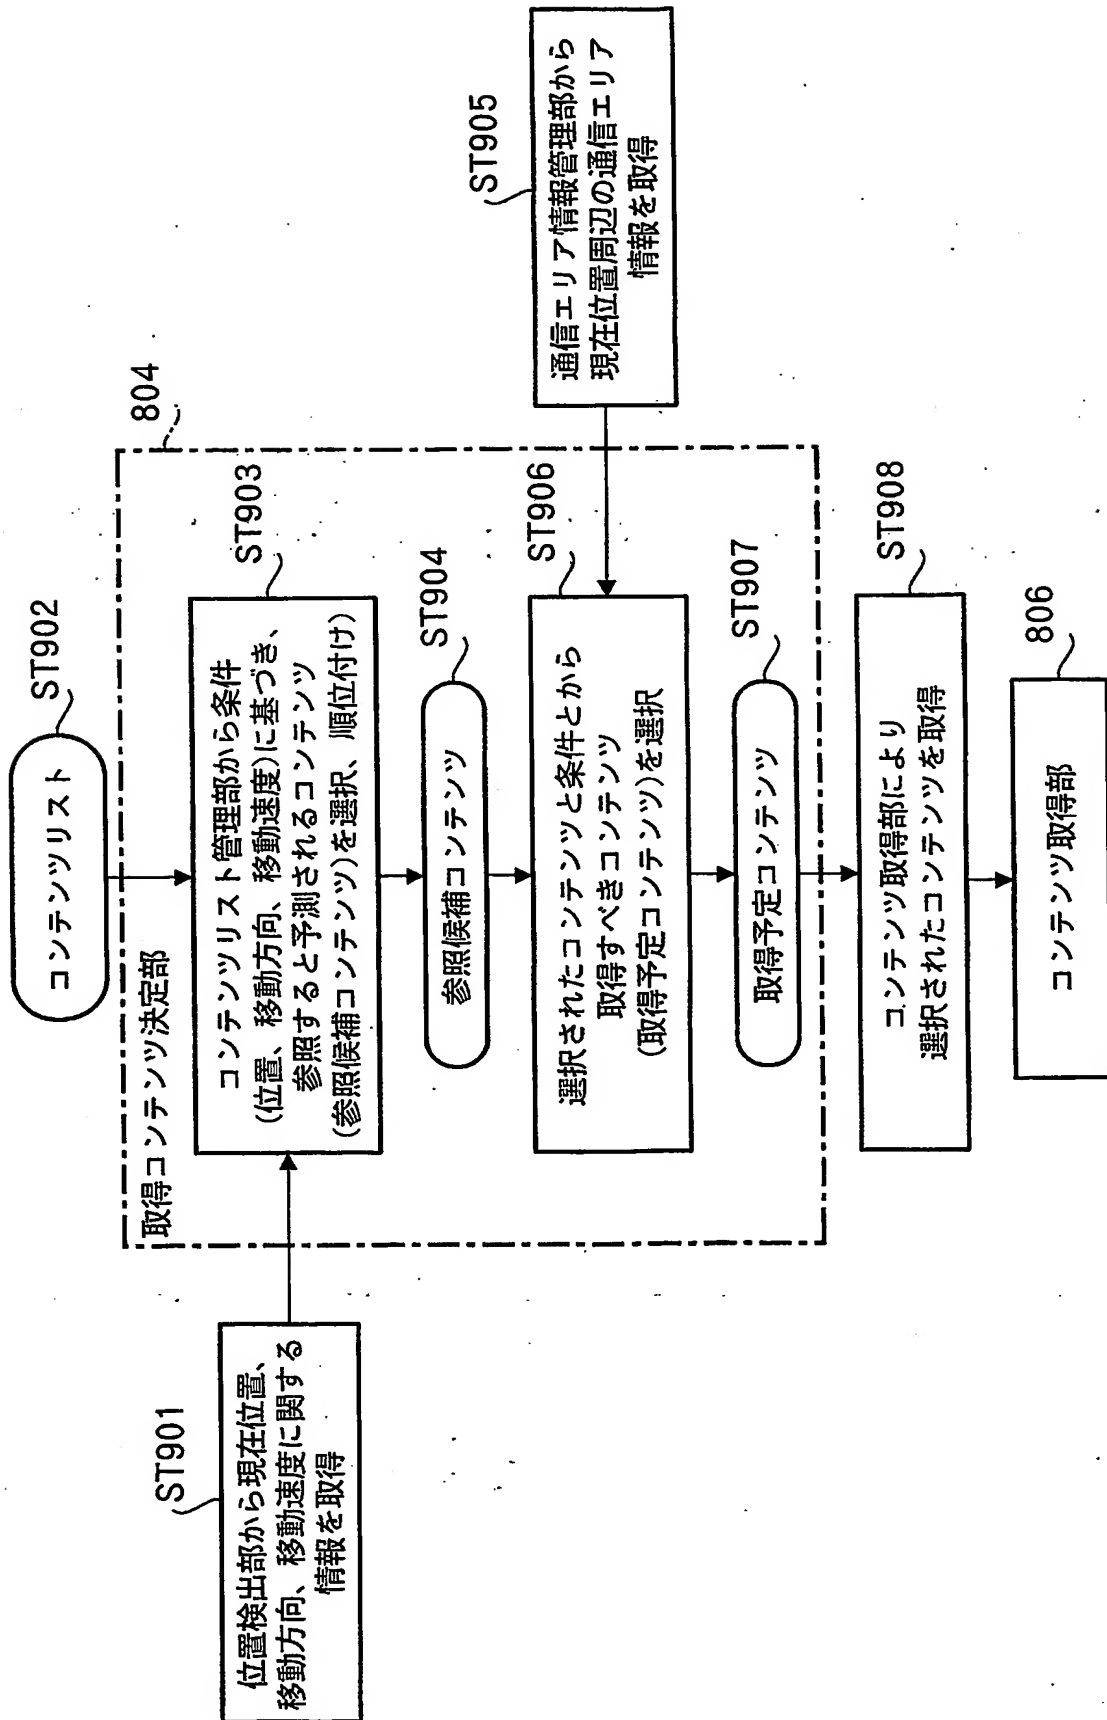 ST902
コンテンツリスト
804
取得コンテンツ決定部
ST901
位置検出部から現在位置、
移動方向、移動速度に関する
情報を取得
ST903
コンテンツリスト管理部から条件
(位置、移動方向、移動速度)に基づき、
参照すると予測されるコンテンツ
(参照候補コンテンツ)を選択、順位付け)
ST904
参照候補コンテンツ
ST905
通信エリア情報管理部から
現在位置周辺の通信エリア
情報を取得
ST906
選択されたコンテンツと条件とから
取得すべきコンテンツ
(取得予定コンテンツ)を選択
ST907
取得予定コンテンツ
ST908
コンテンツ取得部により
選択されたコンテンツを取得
806
コンテンツ取得部